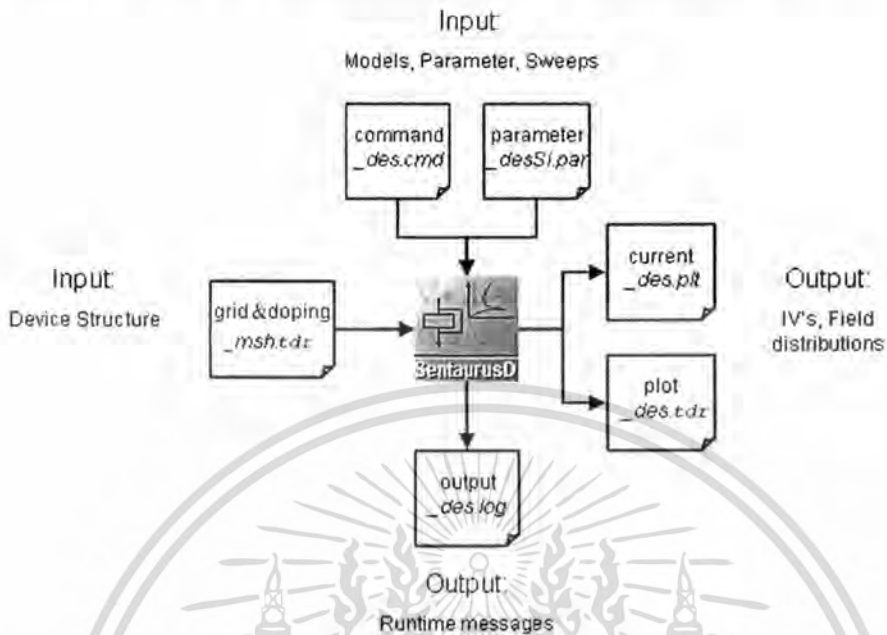 Input:
Models, Parameter, Sweeps
command
_des.cmd
parameter
_desSi.par
Input:
Device Structure
grid & doping
_msh.tdr
SentaurusD
current
_des.plt
plot
_des.tdr
Output:
IV's, Field
distributions
output
_des.log
Output:
Runtime messages